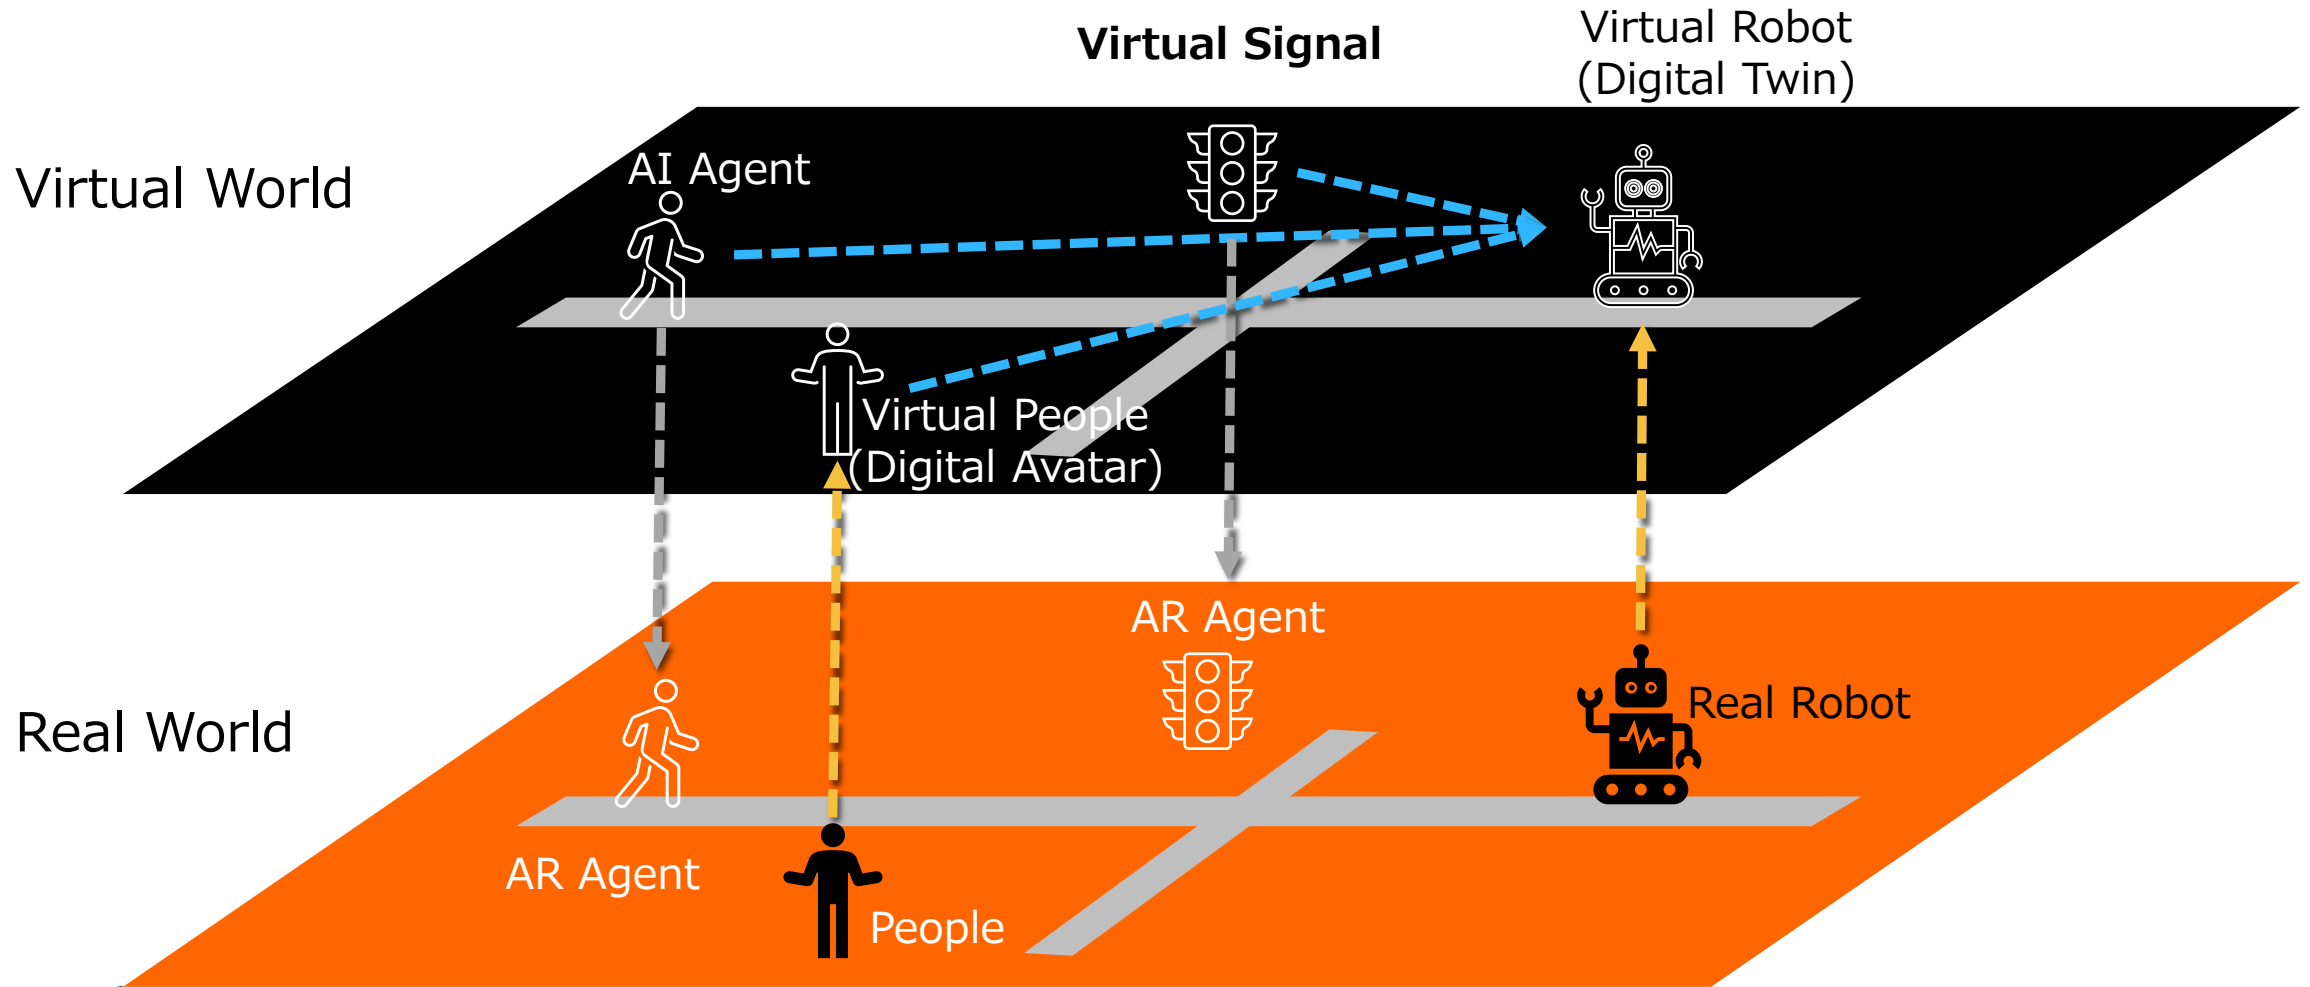 Virtual Signal
Virtual Robot
(Digital Twin)
Virtual World
AI Agent
Virtual People
(Digital Avatar)
Real World
AR Agent
Real Robot
AR Agent
People